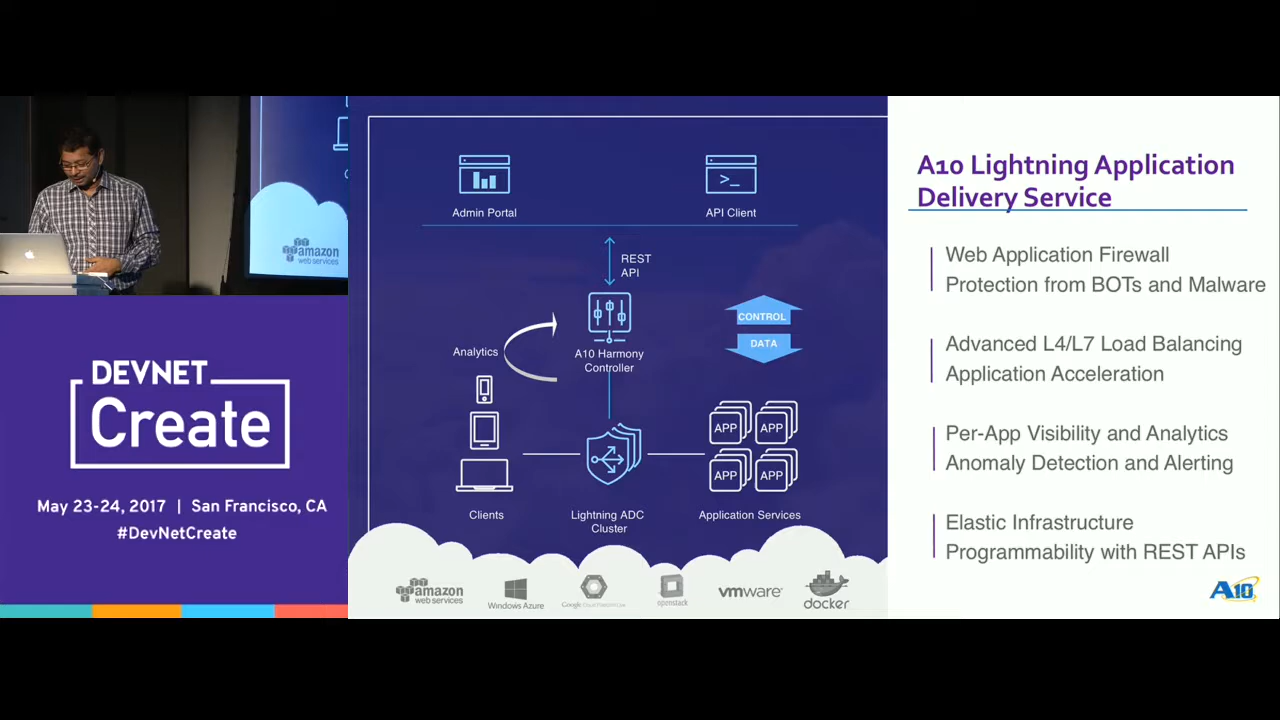 amazon
web services
DEVNET
Create
May 23-24, 2017 | San Francisco, CA
#DevNetCreate
Admin Portal
>_
API Client
REST
API
A10 Harmony
Controller
Analytics
CONTROL
DATA
APP
APP
APP
APP
Clients
Lightning ADC
Cluster
Application Services
amazon
web services
Windows Azure
Google Cloud Platform
openstack
vmware
docker
A10 Lightning Application
Delivery Service
Web Application Firewall
Protection from BOTs and Malware
Advanced L4/L7 Load Balancing
Application Acceleration
Per-App Visibility and Analytics
Anomaly Detection and Alerting
Elastic Infrastructure
Programmability with REST APIs
A10